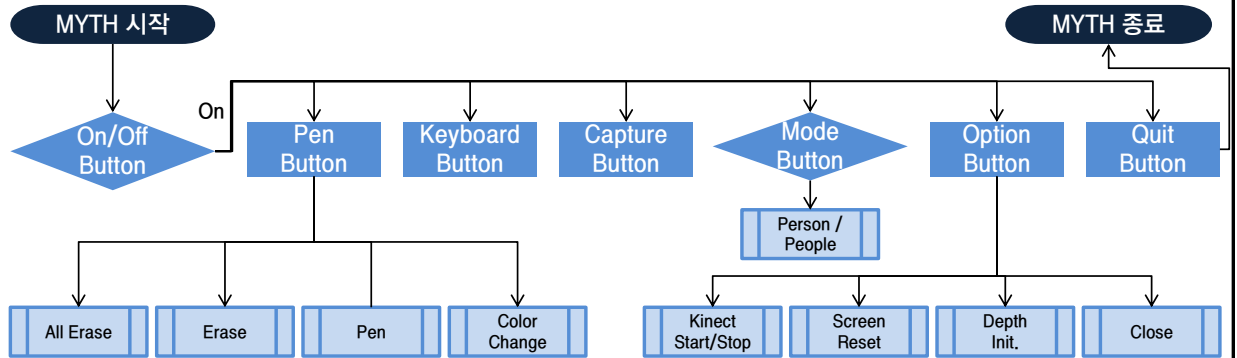 MYTH 시작
MYTH 종료
On
On/Off
Button
Pen
Button
Keyboard
Button
Capture
Button
Mode
Button
Option
Button
Quit
Button
Person /
People
All Erase
Erase
Pen
Color
Change
Kinect
Start/Stop
Screen
Reset
Depth
Init.
Close